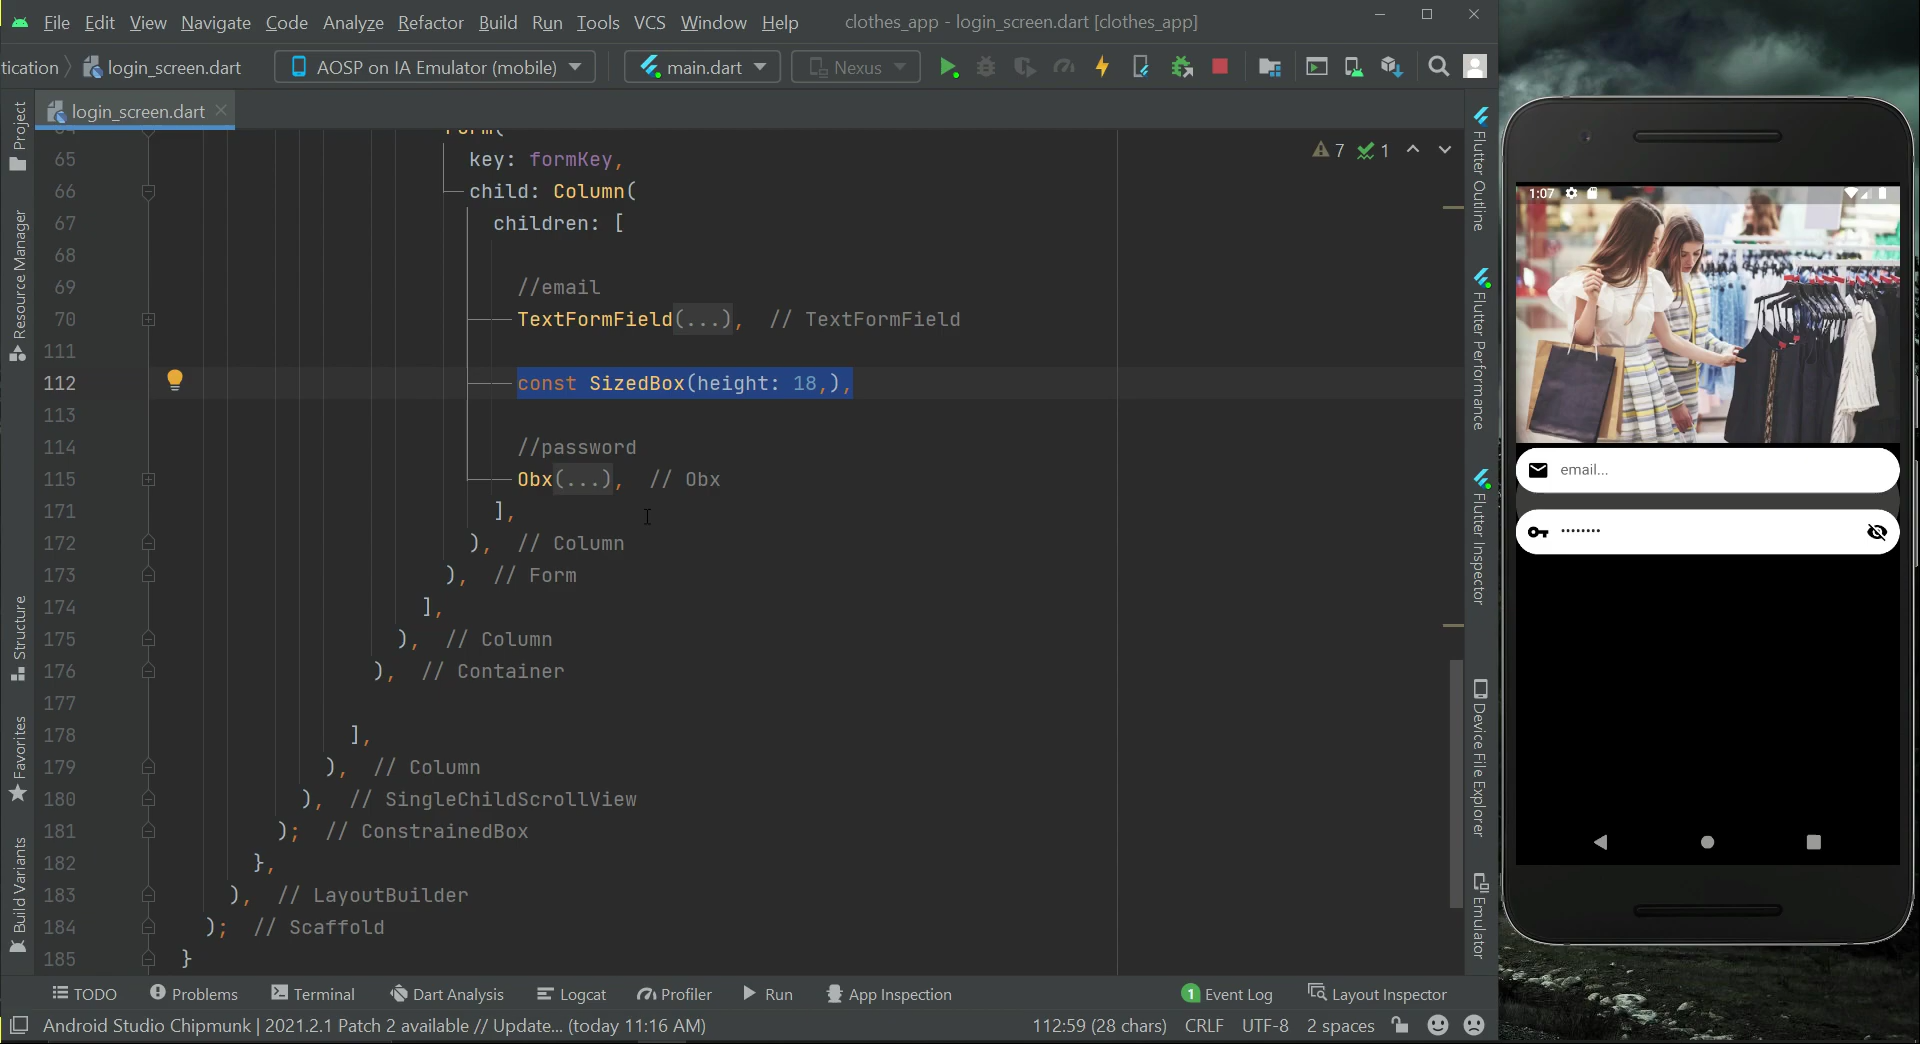 File Edit View Navigate Code Analyze Refactor Build Run Tools VCS Window Help clothes_app - login_screen.dart [clothes_app]
tication login_screen.dart AOSP on IA Emulator (mobile) main.dart Nexus
login_screen.dart
Project
Resource Manager
Structure
Favorites
Build Variants
65 key: formKey,
66 child: Column(
67 children: [
68
69 //email
70 TextFormField(...), // TextFormField
111
112 const SizedBox(height: 18,),
113
114 //password
115 Obx(...), // Obx
171 ],
172 ), // Column
173 ), // Form
174 ],
175 ), // Column
176 ), // Container
177
178 ],
179 ), // Column
180 ), // SingleChildScrollView
181 ); // ConstrainedBox
182 },
183 ), // LayoutBuilder
184 ); // Scaffold
185 }
7 1
Flutter Outline
Flutter Performance
Flutter Inspector
Device File Explorer
Emulator
1:07
email...
••••••••
TODO Problems Terminal Dart Analysis Logcat Profiler Run App Inspection 1 Event Log Layout Inspector
Android Studio Chipmunk | 2021.2.1 Patch 2 available // Update... (today 11:16 AM) 112:59 (28 chars) CRLF UTF-8 2 spaces